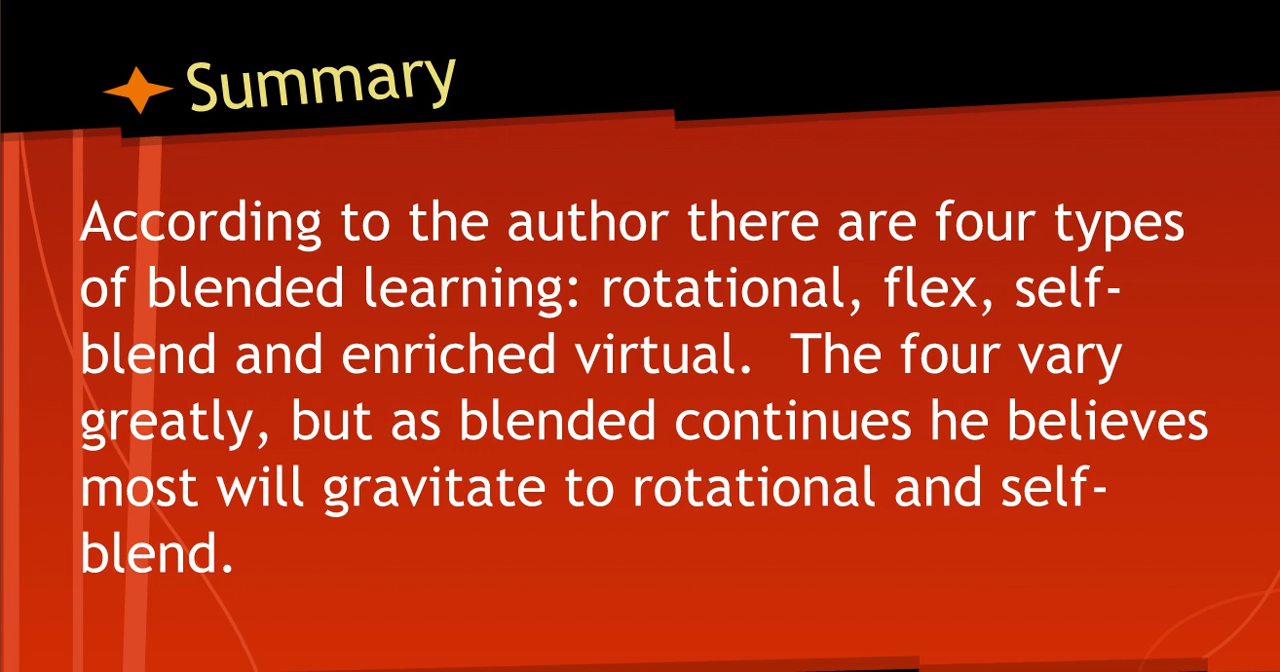 Summary
According to the author there are four types
of blended learning: rotational, flex, self-
blend and enriched virtual.  The four vary
greatly, but as blended continues he believes
most will gravitate to rotational and self-
blend.